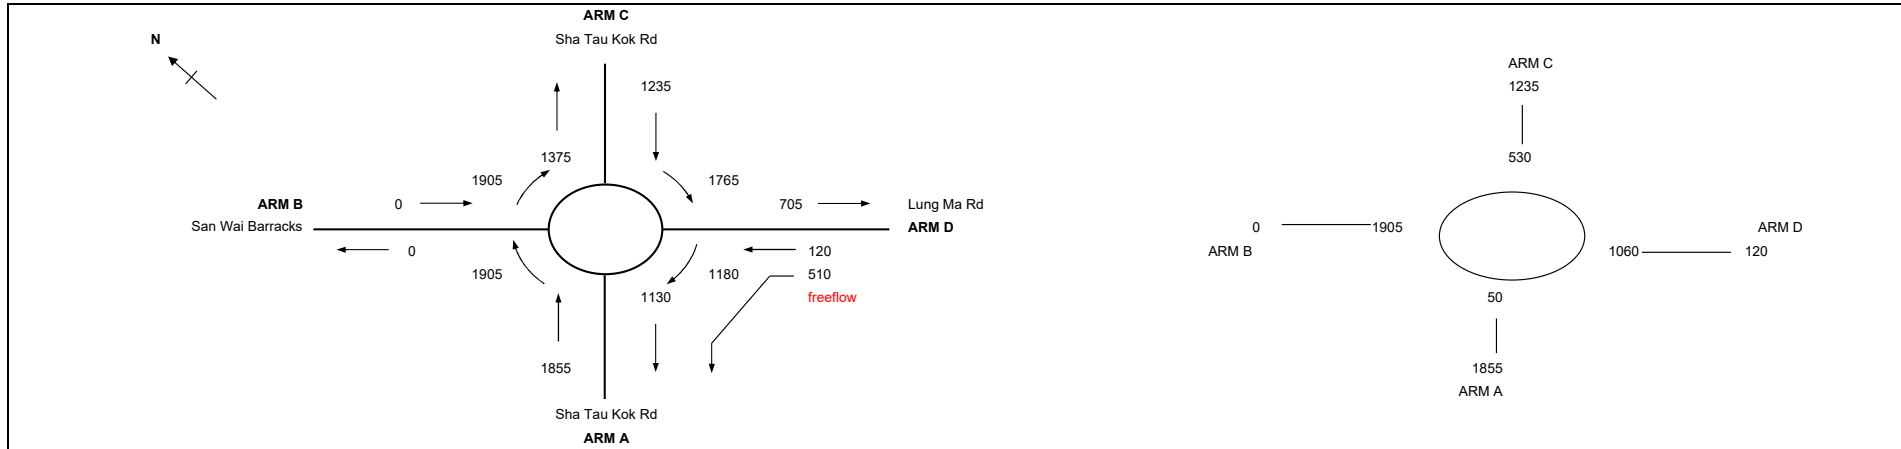 ARM C
Sha Tau Kok Rd
N
1235
1375
1905
1765
ARM B
0
705
Lung Ma Rd
San Wai Barracks
ARM D
0
120
1905
1180
510
1130
freeflow
1855
Sha Tau Kok Rd
ARM A
ARM C
1235
530
0
1905
ARM D
ARM B
1060
120
50
1855
ARM A